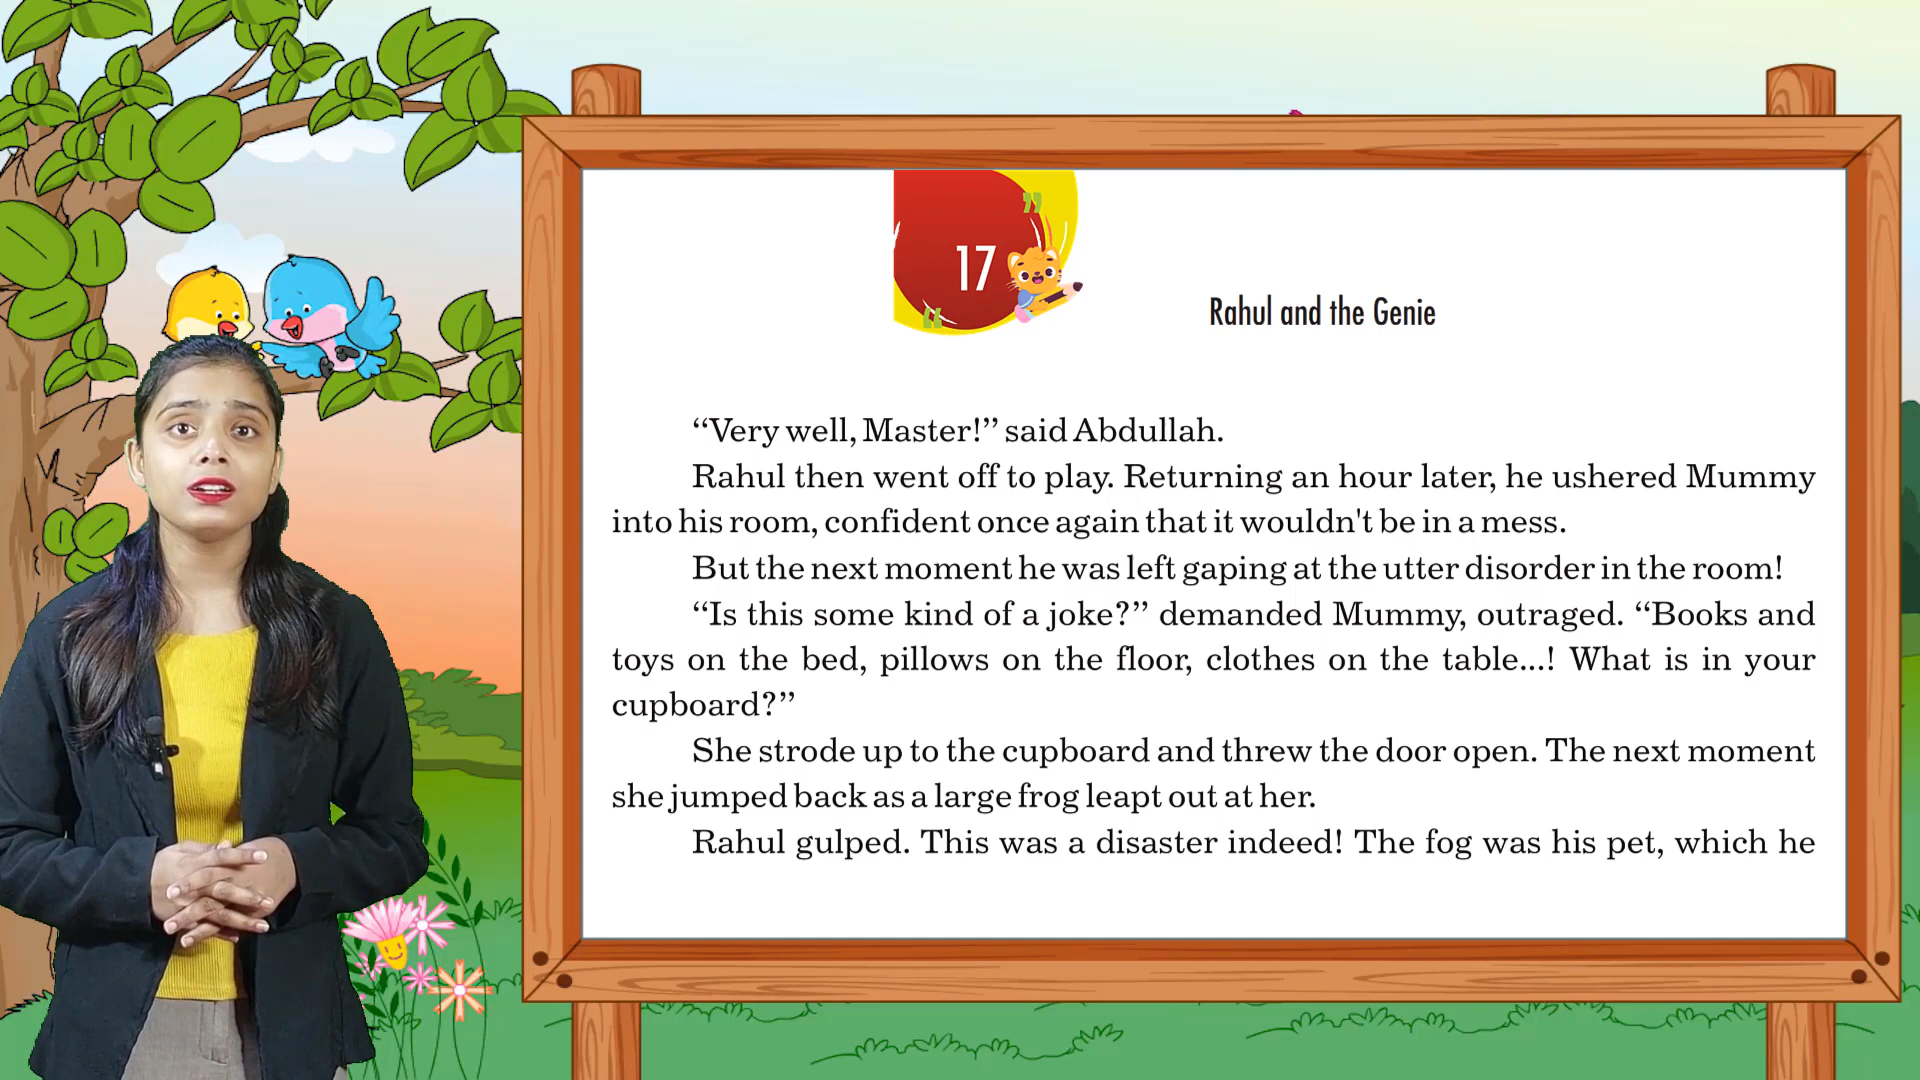 17
Rahul and the Genie
“Very well, Master!” said Abdullah.
Rahul then went off to play. Returning an hour later, he ushered Mummy
into his room, confident once again that it wouldn't be in a mess.
But the next moment he was left gaping at the utter disorder in the room!
“Is this some kind of a joke?” demanded Mummy, outraged. “Books and
toys on the bed, pillows on the floor, clothes on the table...! What is in your
cupboard?”
She strode up to the cupboard and threw the door open. The next moment
she jumped back as a large frog leapt out at her.
Rahul gulped. This was a disaster indeed! The fog was his pet, which he